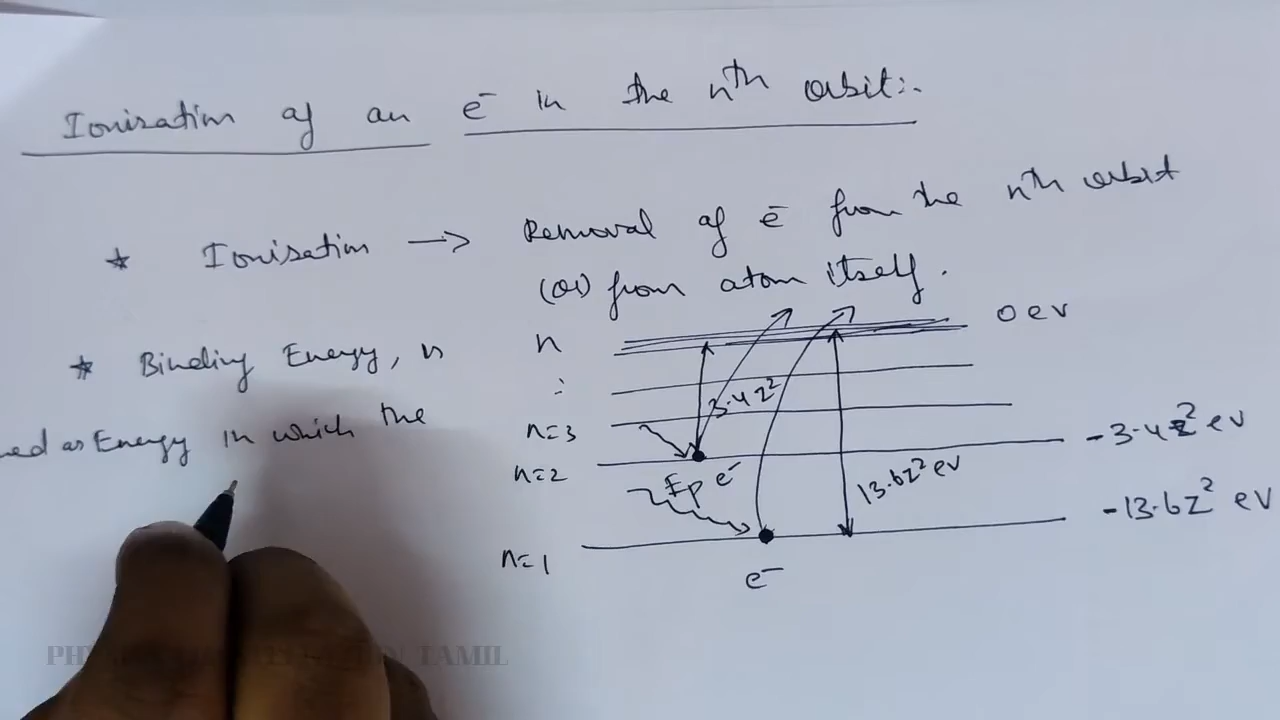 Ionisation of an e⁻ in the nth orbit:-
* Ionisation → Removal of e⁻ from the nth orbit
(or) from atom itself.
n 0 ev
* Binding Energy, is
ned as Energy in which the
:
3.4z²
n=3
n=2 -3.4z² ev
Ep e⁻
13.6z² ev
n=1 -13.6z² ev
e⁻
TAMIL